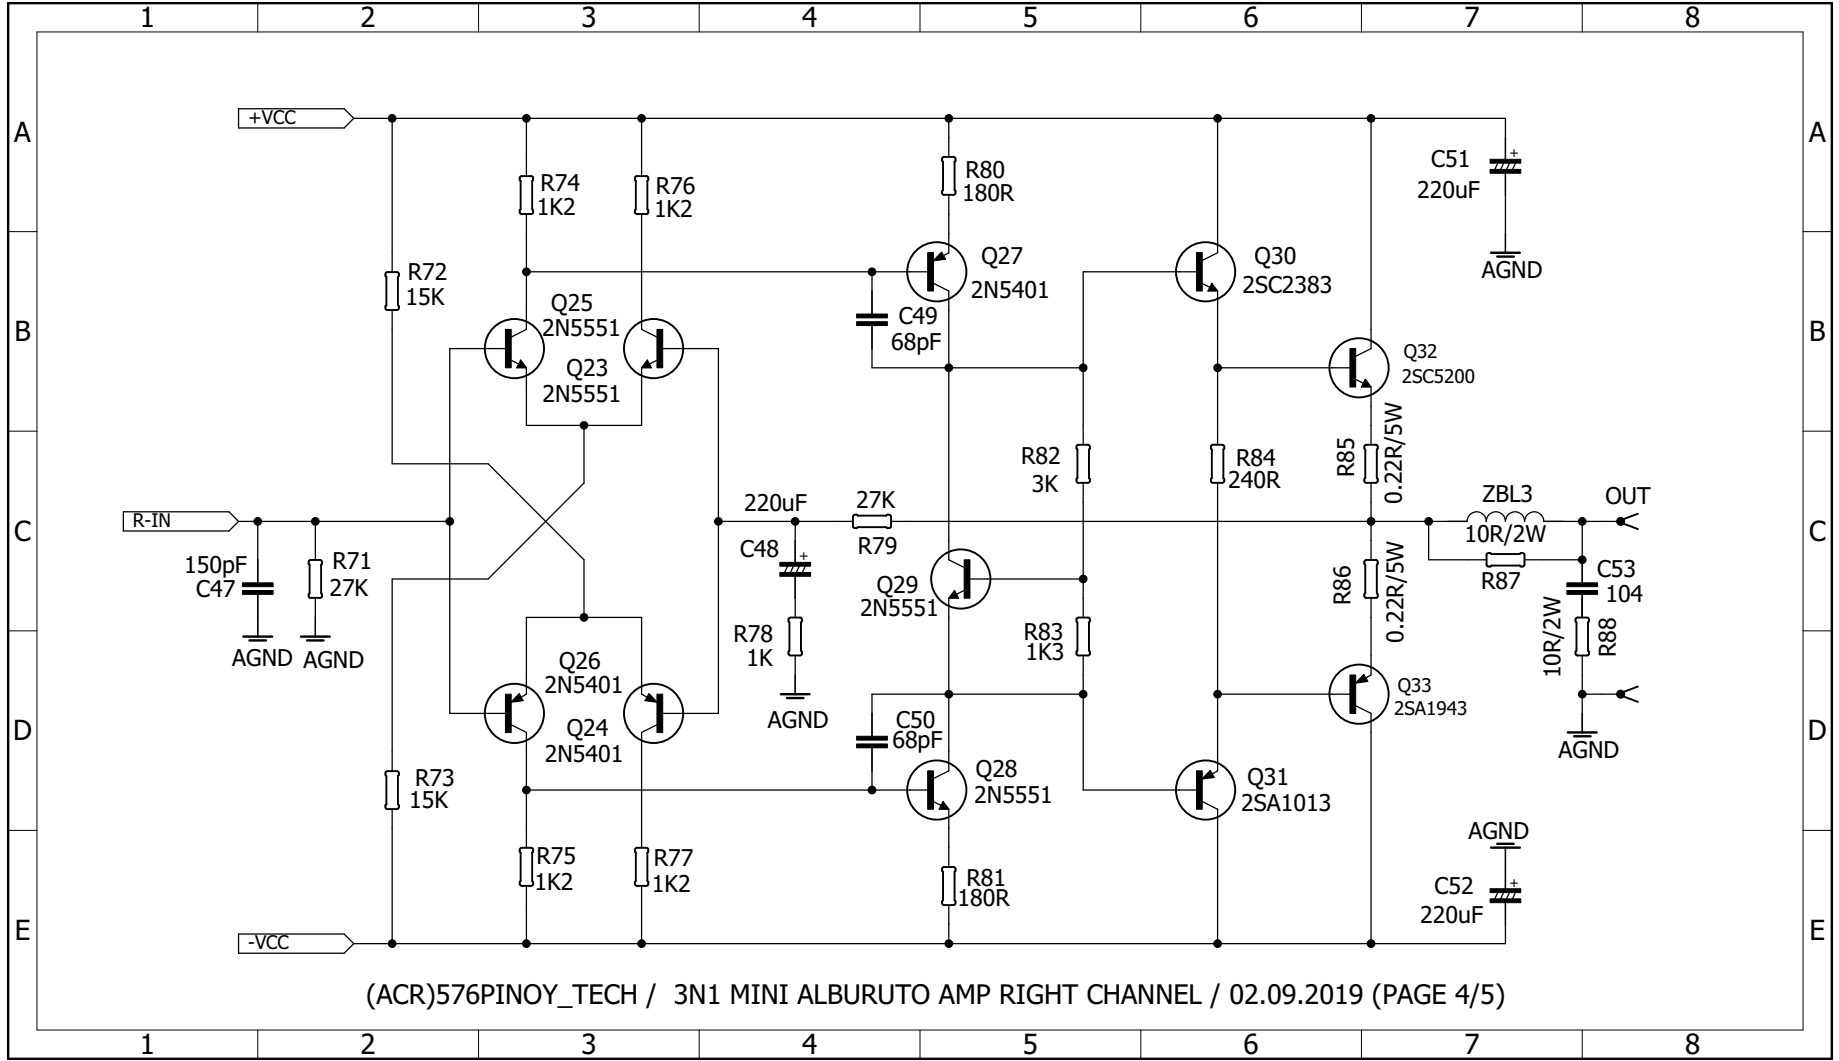 1 2 3 4 5 6 7 8
A A
+VCC
C51
+
220uF
R74
1K2
R76
1K2
R80
180R
AGND
Q27
2N5401
Q30
2SC2383
R72
15K
B B
Q25
2N5551
Q23
2N5551
C49
68pF
Q32
2SC5200
R82
3K
R84
240R
R85
0.22R/5W
C C
R-IN
150pF
C47
R71
27K
AGND AGND
220uF
C48
+
27K
R79
Q29
2N5551
ZBL3
10R/2W
R87
OUT
R86
0.22R/5W
C53
104
10R/2W
R88
R78
1K
R83
1K3
AGND
D D
Q26
2N5401
Q24
2N5401
C50
68pF
Q33
2SA1943
AGND
R73
15K
Q28
2N5551
Q31
2SA1013
AGND
R75
1K2
R77
1K2
R81
180R
C52
+
220uF
E E
-VCC
(ACR)576PINOY_TECH / 3N1 MINI ALBURUTO AMP RIGHT CHANNEL / 02.09.2019 (PAGE 4/5)
1 2 3 4 5 6 7 8